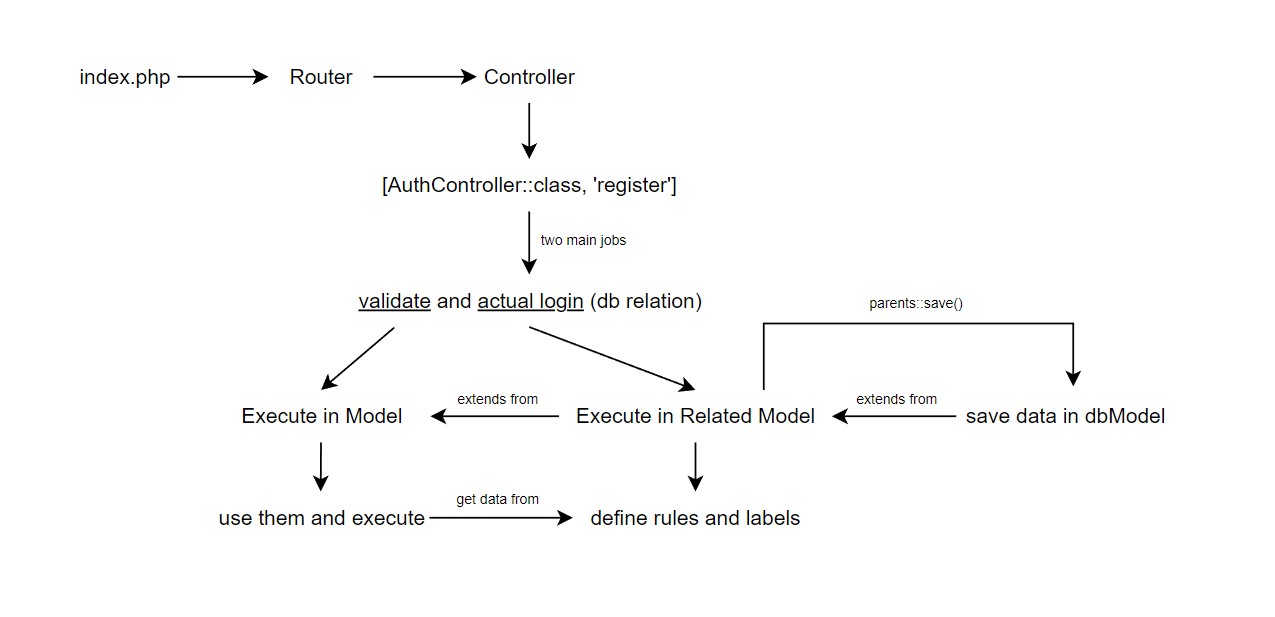 index.php
Router
Controller
[AuthController::class, 'register']
two main jobs
validate and actual login (db relation)
parents::save()
Execute in Model
extends from
Execute in Related Model
extends from
save data in dbModel
use them and execute
get data from
define rules and labels